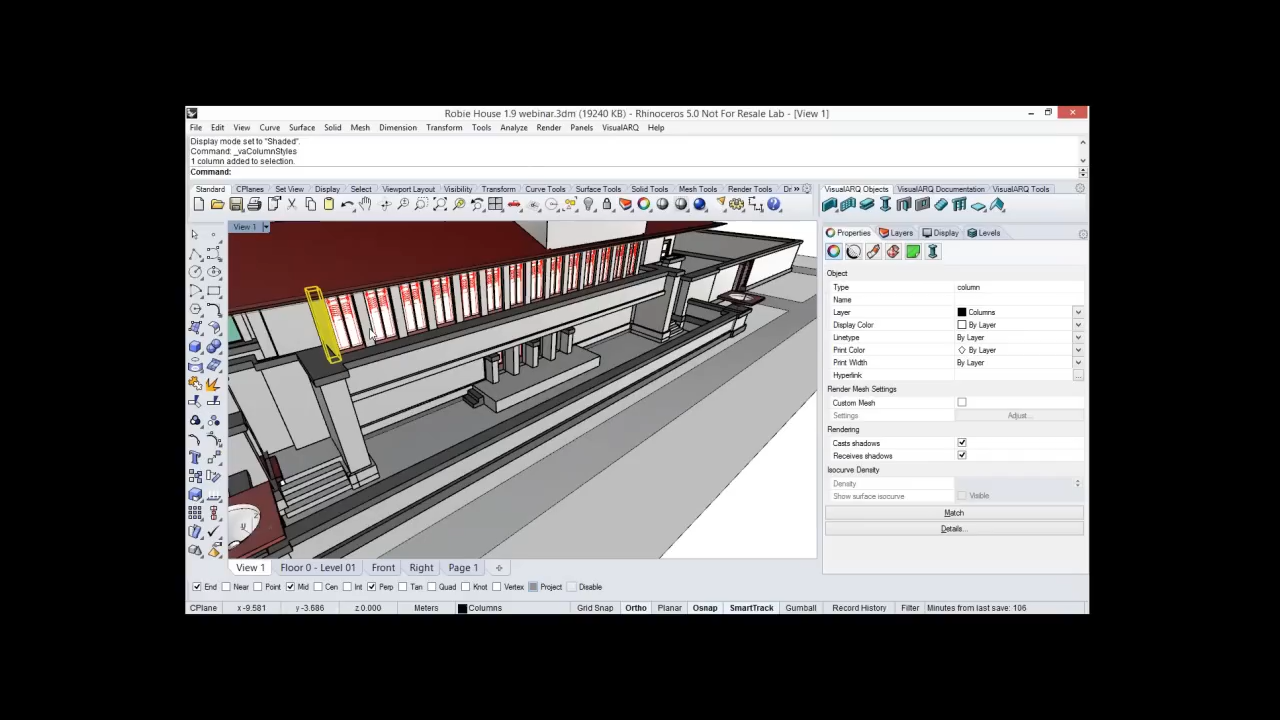 Robie House 1.9 webinar.3dm (19240 KB) - Rhinoceros 5.0 Not For Resale Lab - [View 1]
File Edit View Curve Surface Solid Mesh Dimension Transform Tools Analyze Render Panels VisualARQ Help
Display mode set to "Shaded".
Command: _vaColumnStyles
1 column added to selection.
Command:
Standard CPlanes Set View Display Select Viewport Layout Visibility Transform Curve Tools Surface Tools Solid Tools Mesh Tools Render Tools Dr »
VisualARQ Objects VisualARQ Documentation VisualARQ Tools
View 1
Properties Layers Display Levels
Object
Type column
Name
Layer Columns
Display Color By Layer
Linetype By Layer
Print Color By Layer
Print Width By Layer
Hyperlink ...
Render Mesh Settings
Custom Mesh
Settings Adjust...
Rendering
Casts shadows
Receives shadows
Isocurve Density
Density
Show surface isocurve Visible
Match
Details...
View 1 Floor 0 - Level 01 Front Right Page 1
End Near Point Mid Cen Int Perp Tan Quad Knot Vertex Project Disable
CPlane x -9.581 y -3.686 z 0.000 Meters Columns Grid Snap Ortho Planar Osnap SmartTrack Gumball Record History Filter Minutes from last save: 106